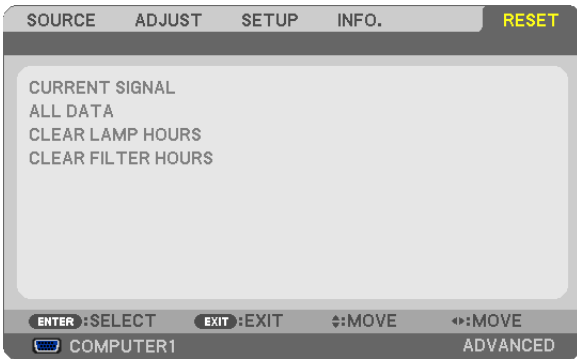 SOURCE ADJUST SETUP INFO. RESET
CURRENT SIGNAL
ALL DATA
CLEAR LAMP HOURS
CLEAR FILTER HOURS
ENTER :SELECT EXIT :EXIT :MOVE :MOVE
COMPUTER1 ADVANCED